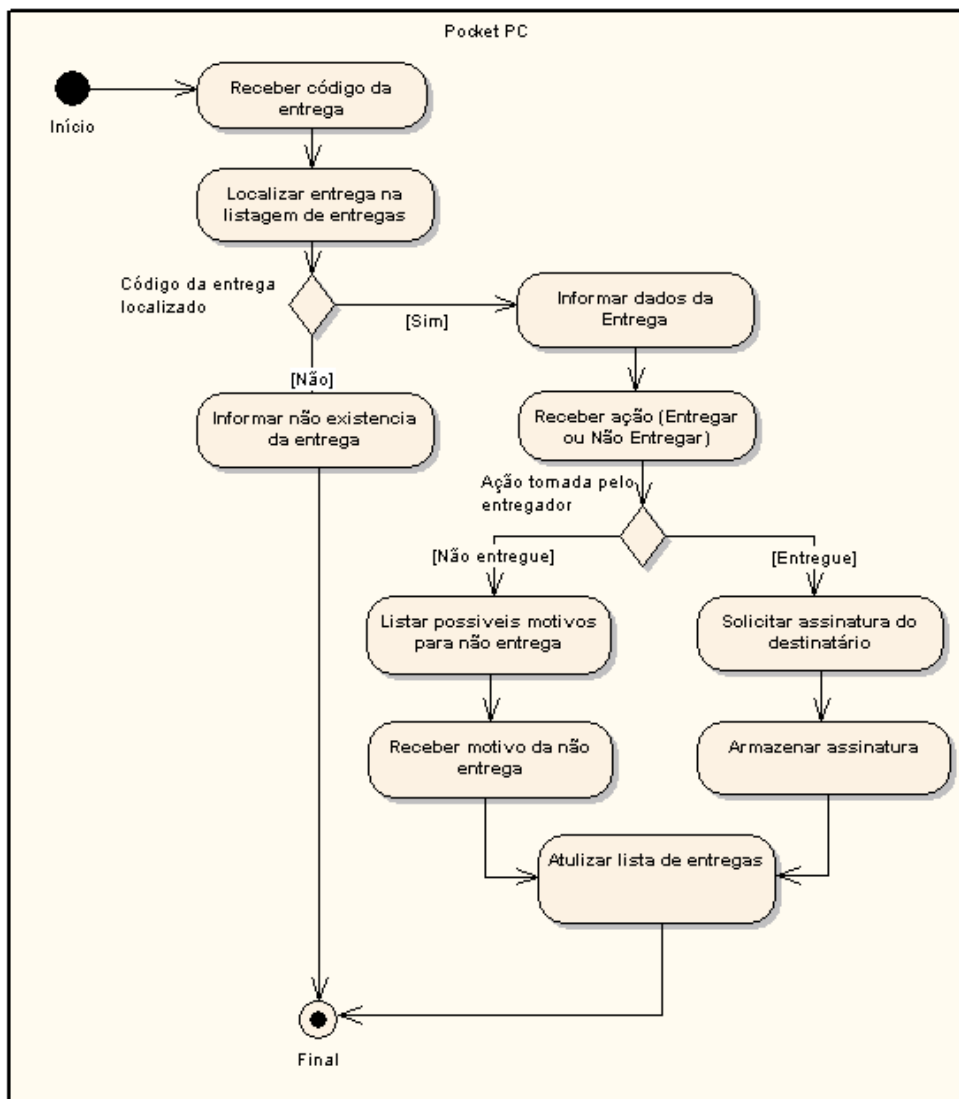 Pocket PC
Receber código da
entrega
Início
Localizar entrega na
listagem de entregas
Código da entrega
localizado
[Sim]
Informar dados da
Entrega
[Não]
Informar não existencia
da entrega
Receber ação (Entregar
ou Não Entregar)
Ação tomada pelo
entregador
[Não entregue]
[Entregue]
Listar possiveis motivos
para não entrega
Solicitar assinatura do
destinatário
Receber motivo da não
entrega
Armazenar assinatura
Atulizar lista de entregas
Final